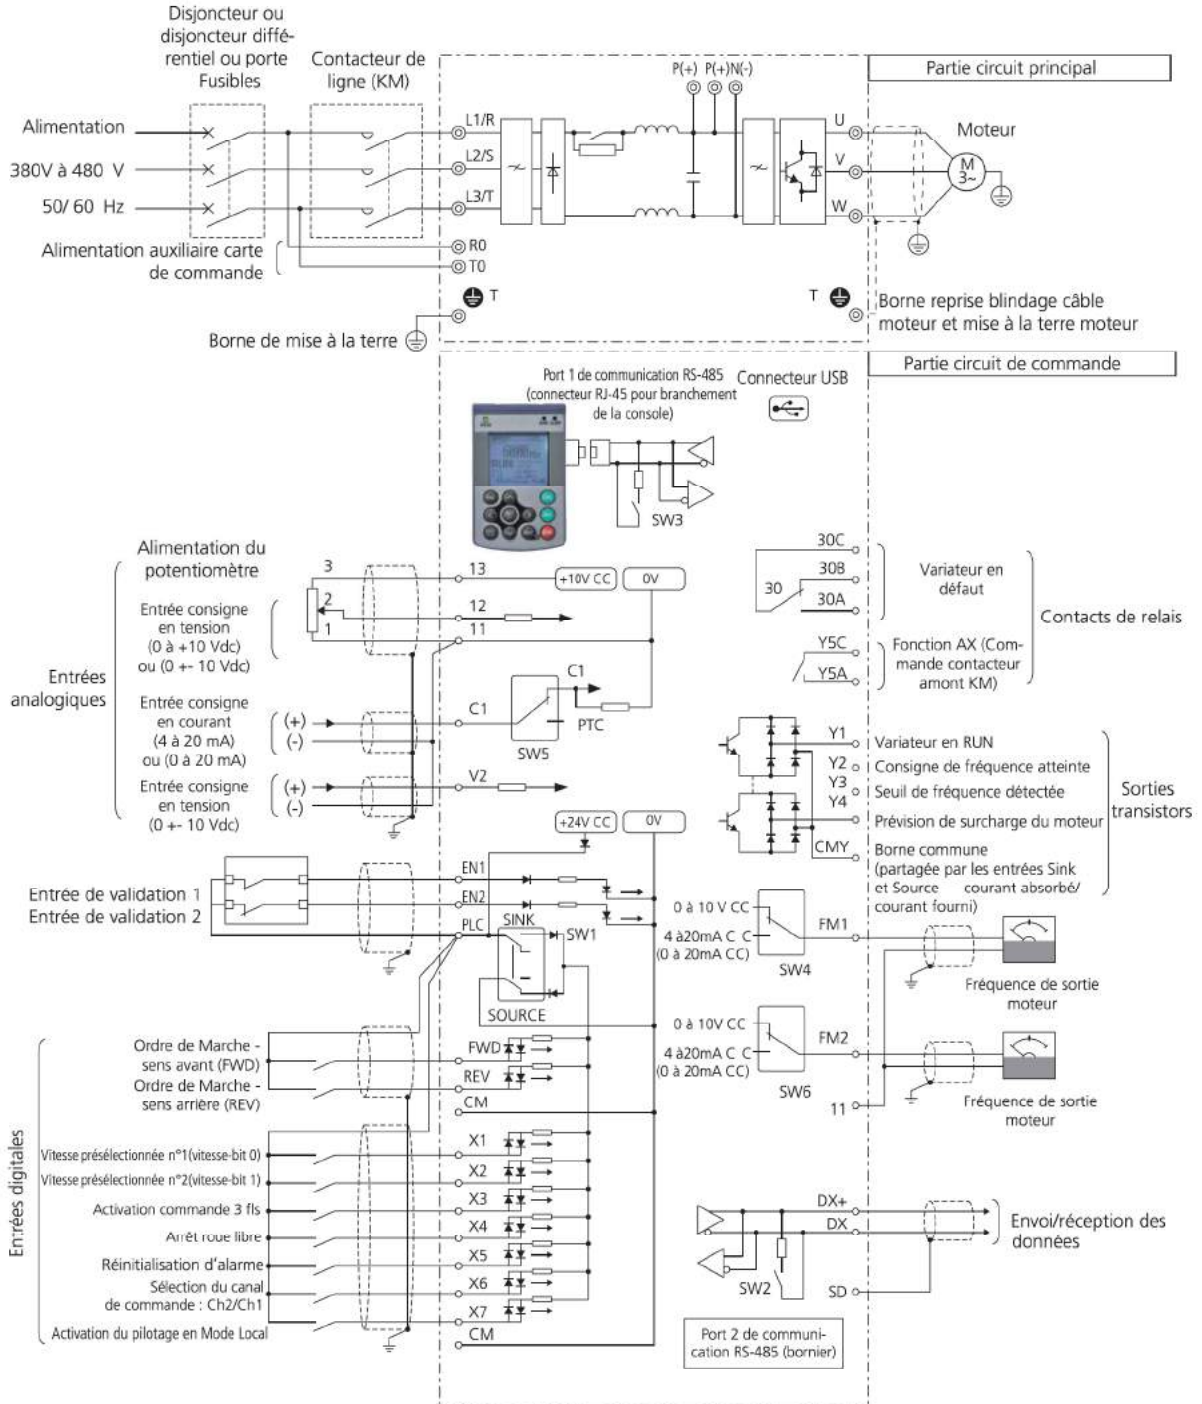 Disjoncteur ou
disjoncteur diffé-
rentiel ou porte
Fusibles
Contacteur de
ligne (KM)
P(+) P(+)N(-)
Partie circuit principal
Alimentation
380V à 480 V
50/ 60 Hz
L1/R
L2/S
L3/T
U
V
W
Moteur
M
3~
Alimentation auxiliaire carte
de commande
R0
T0
T
T
Borne de mise à la terre
Borne reprise blindage câble
moteur et mise à la terre moteur
Partie circuit de commande
Port 1 de communication RS-485
(connecteur RJ-45 pour branchement
de la console)
Connecteur USB
SW3
Entrées
analogiques
Alimentation du
potentiomètre
Entrée consigne
en tension
(0 à +10 Vdc)
ou (0 +- 10 Vdc)
3
2
1
13
12
11
+10V CC
0V
Entrée consigne
en courant
(4 à 20 mA)
ou (0 à 20 mA)
(+)
(-)
C1
C1
PTC
SW5
Entrée consigne
en tension
(0 +- 10 Vdc)
(+)
(-)
V2
+24V CC
0V
30C
30B
30
30A
Variateur en
défaut
Y5C
Y5A
Fonction AX (Com-
mande contacteur
amont KM)
Contacts de relais
Y1
Variateur en RUN
Y2
Consigne de fréquence atteinte
Y3
Seuil de fréquence détectée
Y4
Prévision de surcharge du moteur
CMY
Borne commune
(partagée par les entrées Sink
et Source courant absorbé/
courant fourni)
Sorties
transistors
Entrée de validation 1
Entrée de validation 2
EN1
EN2
PLC
SINK
SW1
SOURCE
0 à 10 V CC
4 à20mA C C
(0 à 20mA CC)
SW4
FM1
Fréquence de sortie
moteur
0 à 10V CC
4 à20mA C C
(0 à 20mA CC)
SW6
FM2
11
Fréquence de sortie
moteur
Entrées digitales
Ordre de Marche -
sens avant (FWD)
Ordre de Marche -
sens arrière (REV)
FWD
REV
CM
Vitesse présélectionnée n°1(vitesse-bit 0)
X1
Vitesse présélectionnée n°2(vitesse-bit 1)
X2
Activation commande 3 fls
X3
Arrêt roue libre
X4
Réinitialisation d'alarme
X5
Sélection du canal
de commande : Ch2/Ch1
X6
Activation du pilotage en Mode Local
X7
CM
DX+
DX
SD
SW2
Envoi/réception des
données
Port 2 de communi-
cation RS-485 (bornier)